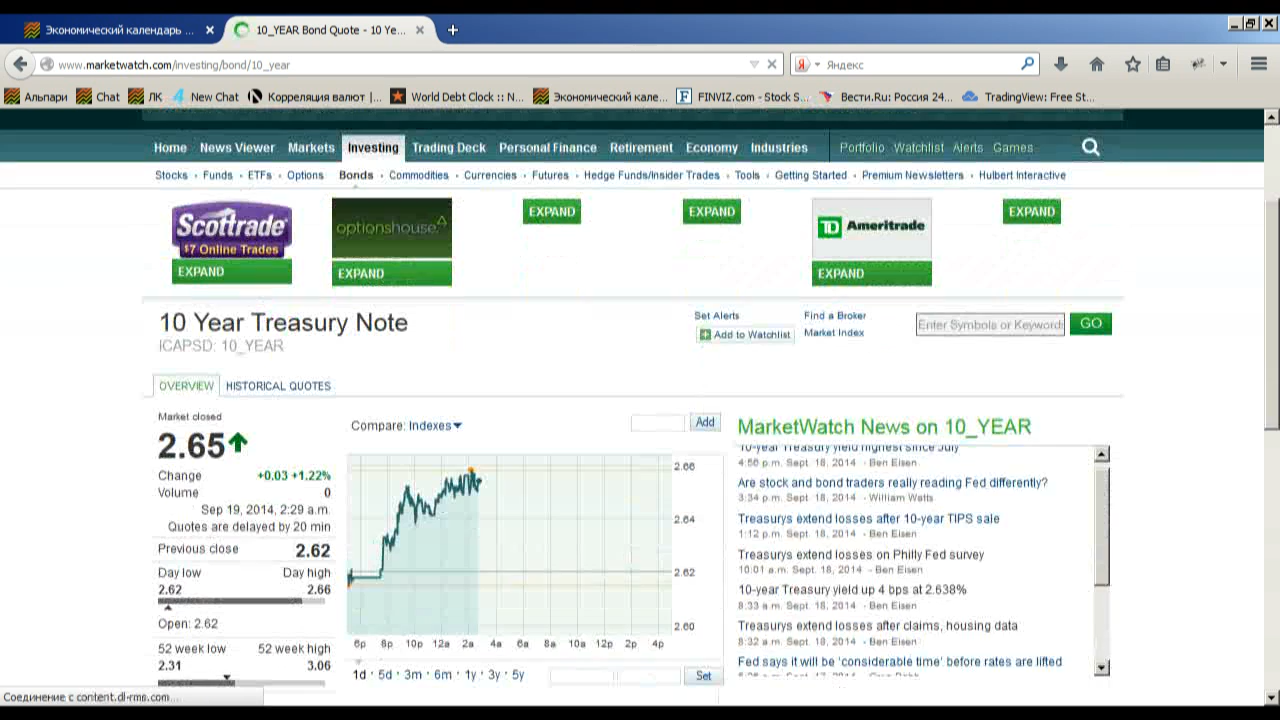 Экономический календарь ...
10_YEAR Bond Quote - 10 Ye...
www.marketwatch.com/investing/bond/10_year
Яндекс
Альпари Chat ЛК New Chat Корреляция валют |... World Debt Clock :: N... Экономический кале... FINVIZ.com - Stock S... Вести.Ru: Россия 24... TradingView: Free St...
Home News Viewer Markets Investing Trading Deck Personal Finance Retirement Economy Industries Portfolio Watchlist Alerts Games
Stocks · Funds · ETFs · Options Bonds · Commodities · Currencies · Futures · Hedge Funds/Insider Trades · Tools · Getting Started · Premium Newsletters · Hulbert Interactive
Scottrade
$7 Online Trades
EXPAND
optionshouse
EXPAND
EXPAND
EXPAND
TD Ameritrade
EXPAND
EXPAND
10 Year Treasury Note
ICAPSD: 10_YEAR
Set Alerts
Add to Watchlist
Find a Broker
Market Index
Enter Symbols or Keyword
GO
OVERVIEW HISTORICAL QUOTES
Market closed
2.65
Change +0.03 +1.22%
Volume 0
Sep 19, 2014, 2:29 a.m.
Quotes are delayed by 20 min
Previous close 2.62
Day low Day high
2.62 2.66
Open: 2.62
52 week low 52 week high
2.31 3.06
Compare: Indexes
Add
2.66
2.64
2.62
2.60
6p 8p 10p 12a 2a 4a 6a 8a 10a 12p 2p 4p
1d · 5d · 3m · 6m · 1y · 3y · 5y
Set
MarketWatch News on 10_YEAR
10-year Treasury yield highest since July
4:56 p.m. Sept. 18, 2014 - Ben Eisen
Are stock and bond traders really reading Fed differently?
3:34 p.m. Sept. 18, 2014 - William Watts
Treasurys extend losses after 10-year TIPS sale
1:12 p.m. Sept. 18, 2014 - Ben Eisen
Treasurys extend losses on Philly Fed survey
10:01 a.m. Sept. 18, 2014 - Ben Eisen
10-year Treasury yield up 4 bps at 2.638%
8:33 a.m. Sept. 18, 2014 - Ben Eisen
Treasurys extend losses after claims, housing data
8:32 a.m. Sept. 18, 2014 - Ben Eisen
Fed says it will be 'considerable time' before rates are lifted
Соединение с content.dl-rms.com...